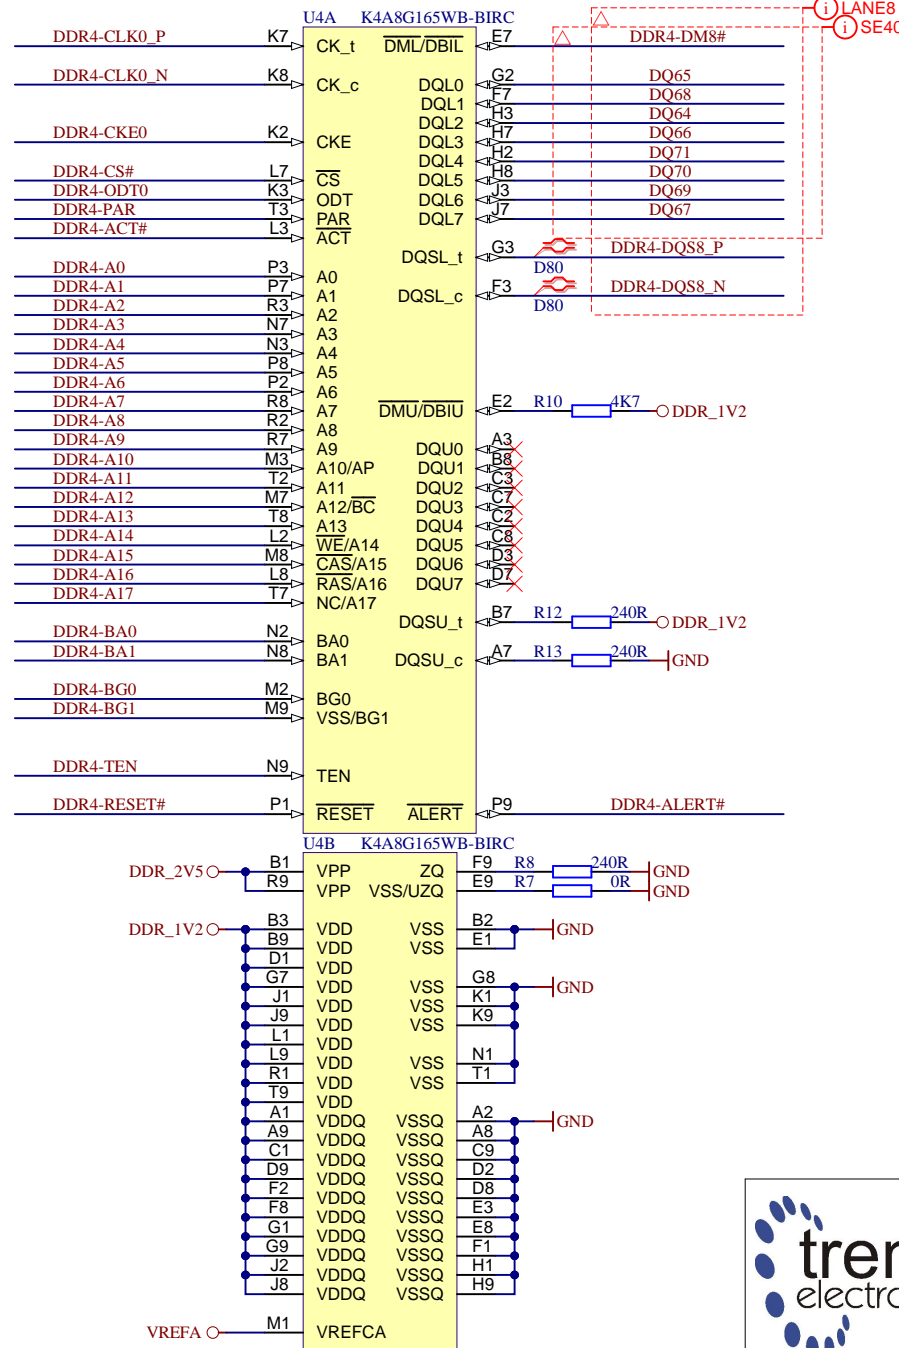 LANE8
SE40
U4A K4A8G165WB-BIRC
DDR4-CLK0_P K7 CK_t DML/DBIL E7 DDR4-DM8#
DDR4-CLK0_N K8 CK_c DQL0 G2 DQ65
DQL1 F7 DQ68
DQL2 H3 DQ64
DDR4-CKE0 K2 CKE DQL3 H7 DQ66
DQL4 H2 DQ71
DDR4-CS# L7 CS DQL5 H8 DQ70
DDR4-ODT0 K3 ODT DQL6 J3 DQ69
DDR4-PAR T3 PAR DQL7 J7 DQ67
DDR4-ACT# L3 ACT
DQSL_t G3 D80 DDR4-DQS8_P
DDR4-A0 P3 A0
DDR4-A1 P7 A1 DQSL_c F3 D80 DDR4-DQS8_N
DDR4-A2 R3 A2
DDR4-A3 N7 A3
DDR4-A4 N3 A4
DDR4-A5 P8 A5
DDR4-A6 P2 A6
DDR4-A7 R8 A7 DMU/DBIU E2 R10 4K7 DDR_1V2
DDR4-A8 R2 A8
DDR4-A9 R7 A9 DQU0 A3
DDR4-A10 M3 A10/AP DQU1 B8
DDR4-A11 T2 A11 DQU2 C3
DDR4-A12 M7 A12/BC DQU3 C7
DDR4-A13 T8 A13 DQU4 C2
DDR4-A14 L2 WE/A14 DQU5 C8
DDR4-A15 M8 CAS/A15 DQU6 D3
DDR4-A16 L8 RAS/A16 DQU7 D7
DDR4-A17 T7 NC/A17
DQSU_t B7 R12 240R DDR_1V2
DDR4-BA0 N2 BA0
DDR4-BA1 N8 BA1 DQSU_c A7 R13 240R GND
DDR4-BG0 M2 BG0
DDR4-BG1 M9 VSS/BG1
DDR4-TEN N9 TEN
DDR4-RESET# P1 RESET ALERT P9 DDR4-ALERT#
U4B K4A8G165WB-BIRC
DDR_2V5 B1 VPP ZQ F9 R8 240R GND
R9 VPP VSS/UZQ E9 R7 0R GND
DDR_1V2 B3 VDD VSS B2 GND
B9 VDD VSS E1
D1 VDD
G7 VDD VSS G8 GND
J1 VDD VSS K1
J9 VDD VSS K9
L1 VDD
L9 VDD VSS N1
R1 VDD VSS T1
T9 VDD
A1 VDDQ VSSQ A2 GND
A9 VDDQ VSSQ A8
C1 VDDQ VSSQ C9
D9 VDDQ VSSQ D2
F2 VDDQ VSSQ D8
F8 VDDQ VSSQ E3
G1 VDDQ VSSQ E8
G9 VDDQ VSSQ F1
J2 VDDQ VSSQ H1
J8 VDDQ VSSQ H9
VREFA M1 VREFCA
tren
electro